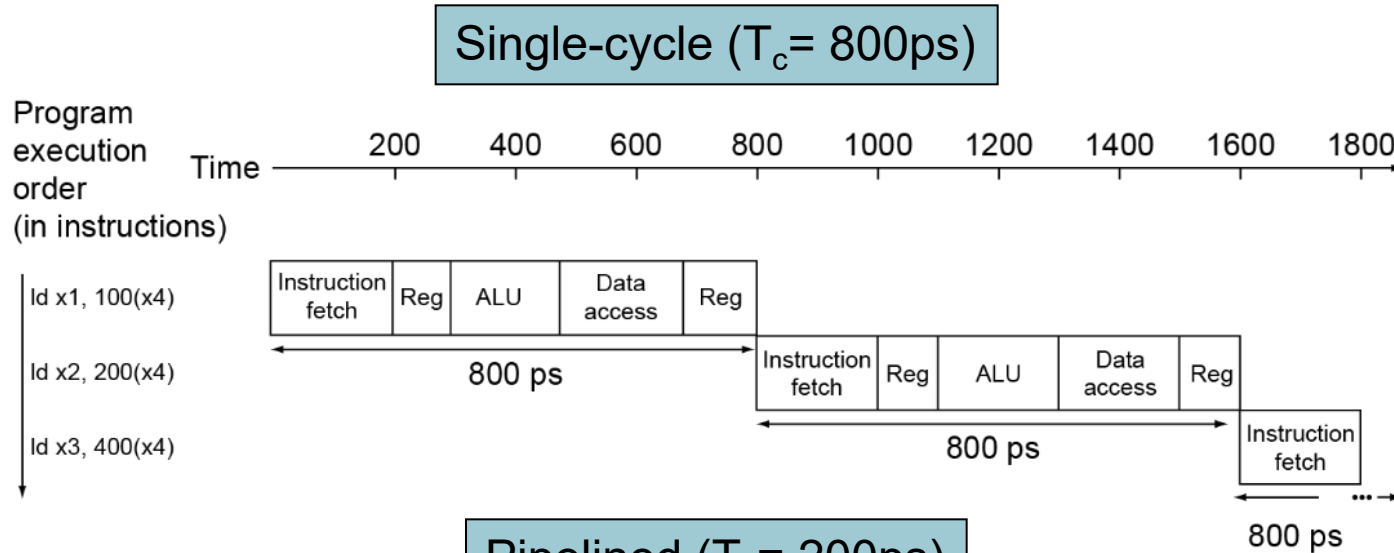 Single-cycle (Tc= 800ps)
Program
execution
order
(in instructions)
Time
200 400 600 800 1000 1200 1400 1600 1800
ld x1, 100(x4)
Instruction
fetch
Reg
ALU
Data
access
Reg
800 ps
ld x2, 200(x4)
Instruction
fetch
Reg
ALU
Data
access
Reg
800 ps
ld x3, 400(x4)
Instruction
fetch
...
800 ps
Pipelined (T = 200ps)